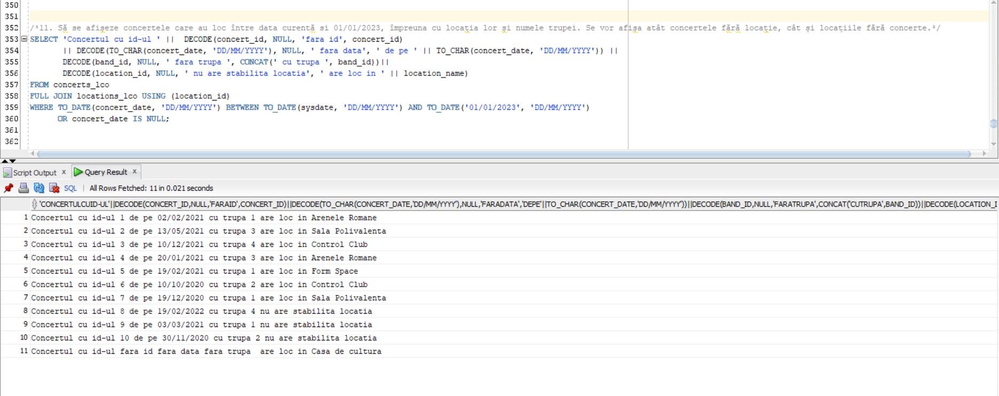 350
351
352 /*11. Să se afișeze concertele care au loc între data curentă si 01/01/2023, împreuna cu locația lor și numele trupei. Se vor afișa atât concertele fără locație, cât și locațiile fără concerte.*/
353 SELECT 'Concertul cu id-ul ' ||  DECODE(concert_id, NULL, 'fara id', concert_id)
354 || DECODE(TO_CHAR(concert_date, 'DD/MM/YYYY'), NULL, ' fara data', ' de pe ' || TO_CHAR(concert_date, 'DD/MM/YYYY')) ||
355 DECODE(band_id, NULL, ' fara trupa ', CONCAT(' cu trupa ', band_id))||
356 DECODE(location_id, NULL, ' nu are stabilita locatia', ' are loc in ' || location_name)
357 FROM concerts_lco
358 FULL JOIN locations_lco USING (location_id)
359 WHERE TO_DATE(concert_date, 'DD/MM/YYYY') BETWEEN TO_DATE(sysdate, 'DD/MM/YYYY') AND TO_DATE('01/01/2023', 'DD/MM/YYYY')
360 OR concert_date IS NULL;
361
362
Script Output x Query Result x
SQL | All Rows Fetched: 11 in 0.021 seconds
'CONCERTULCUID-UL'||DECODE(CONCERT_ID,NULL,'FARAID',CONCERT_ID)||DECODE(TO_CHAR(CONCERT_DATE,'DD/MM/YYYY'),NULL,'FARADATA','DEPE'||TO_CHAR(CONCERT_DATE,'DD/MM/YYYY'))||DECODE(BAND_ID,NULL,'FARATRUPA',CONCAT('CUTRUPA',BAND_ID))||DECODE(LOCATION_I
1 Concertul cu id-ul 1 de pe 02/02/2021 cu trupa 1 are loc in Arenele Romane
2 Concertul cu id-ul 2 de pe 13/05/2021 cu trupa 3 are loc in Sala Polivalenta
3 Concertul cu id-ul 3 de pe 10/12/2021 cu trupa 4 are loc in Control Club
4 Concertul cu id-ul 4 de pe 20/01/2021 cu trupa 3 are loc in Arenele Romane
5 Concertul cu id-ul 5 de pe 19/02/2021 cu trupa 1 are loc in Form Space
6 Concertul cu id-ul 6 de pe 10/10/2020 cu trupa 2 are loc in Control Club
7 Concertul cu id-ul 7 de pe 19/12/2020 cu trupa 1 are loc in Sala Polivalenta
8 Concertul cu id-ul 8 de pe 19/02/2022 cu trupa 4 nu are stabilita locatia
9 Concertul cu id-ul 9 de pe 03/03/2021 cu trupa 1 nu are stabilita locatia
10 Concertul cu id-ul 10 de pe 30/11/2020 cu trupa 2 nu are stabilita locatia
11 Concertul cu id-ul fara id fara data fara trupa  are loc in Casa de cultura